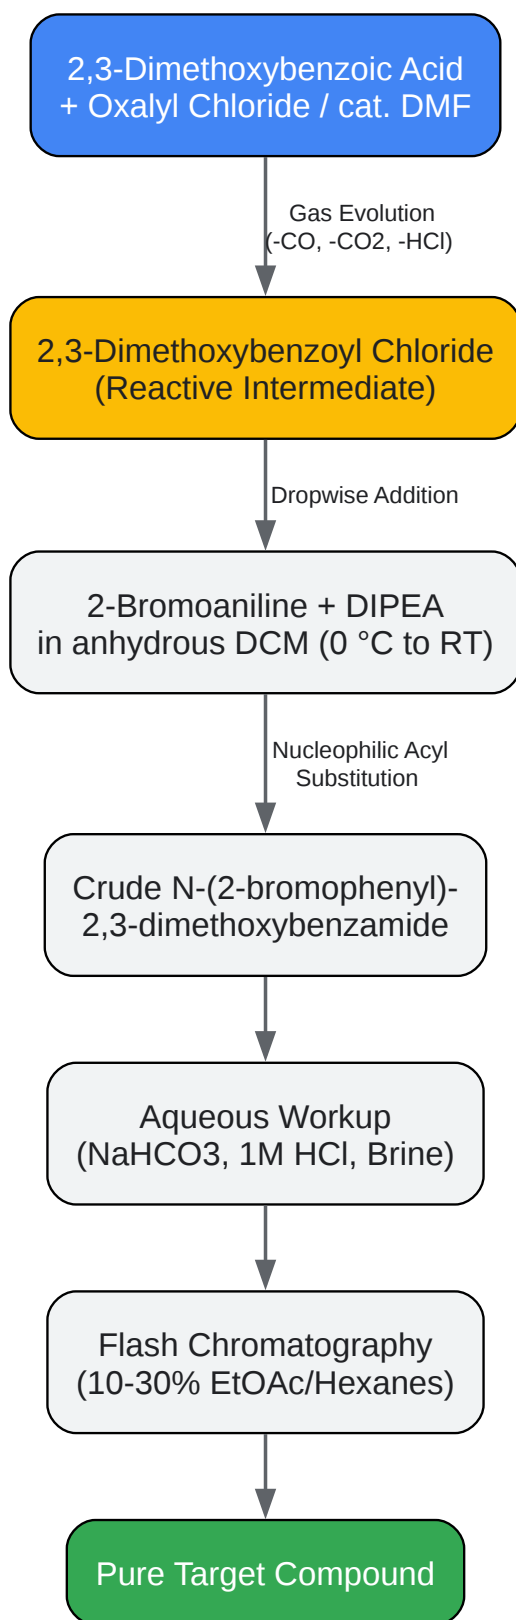 2,3-Dimethoxybenzoic Acid
+ Oxalyl Chloride / cat. DMF
Gas Evolution
(-CO, -CO2, -HCl)
2,3-Dimethoxybenzoyl Chloride
(Reactive Intermediate)
Dropwise Addition
2-Bromoaniline + DIPEA
in anhydrous DCM (0 °C to RT)
Nucleophilic Acyl
Substitution
Crude N-(2-bromophenyl)-
2,3-dimethoxybenzamide
Aqueous Workup
(NaHCO3, 1M HCl, Brine)
Flash Chromatography
(10-30% EtOAc/Hexanes)
Pure Target Compound